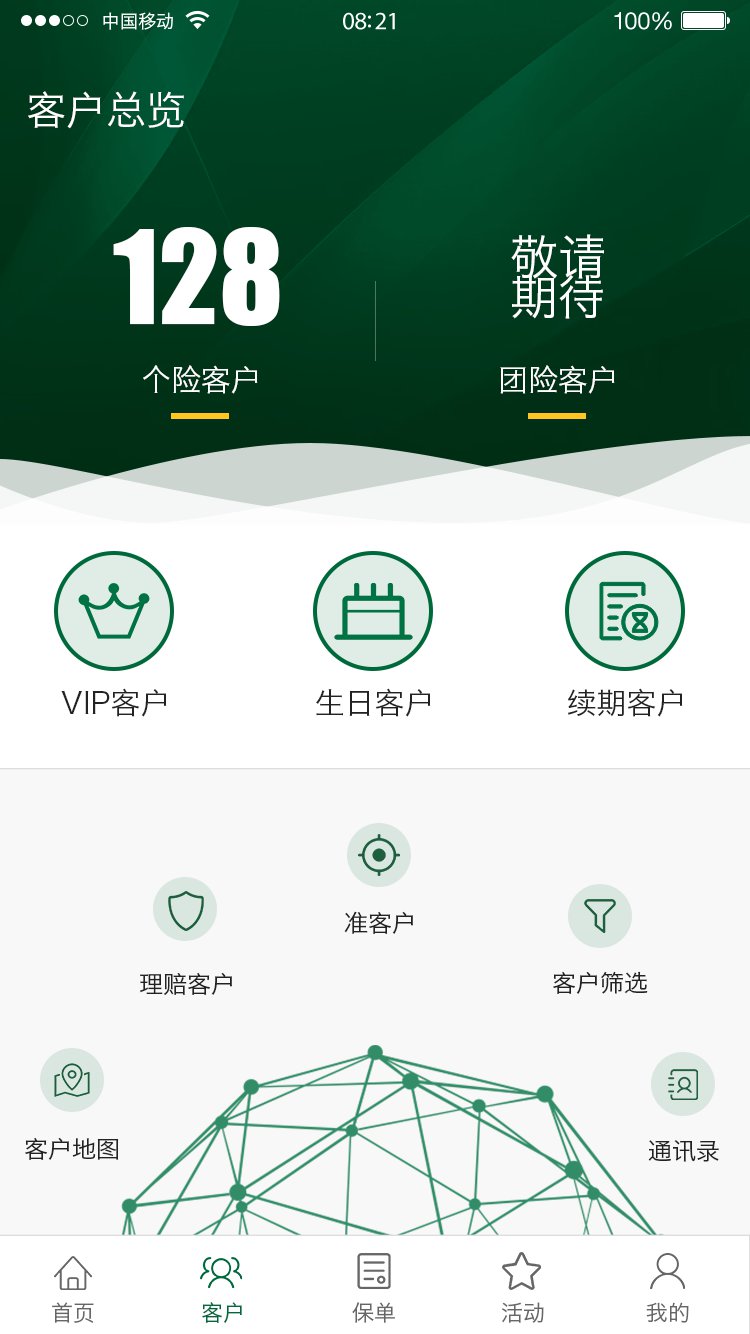 中国移动 08:21 100%
客户总览
128
敬请
期待
个险客户 团险客户
VIP客户 生日客户 续期客户
准客户
理赔客户 客户筛选
客户地图 通讯录
首页 客户 保单 活动 我的